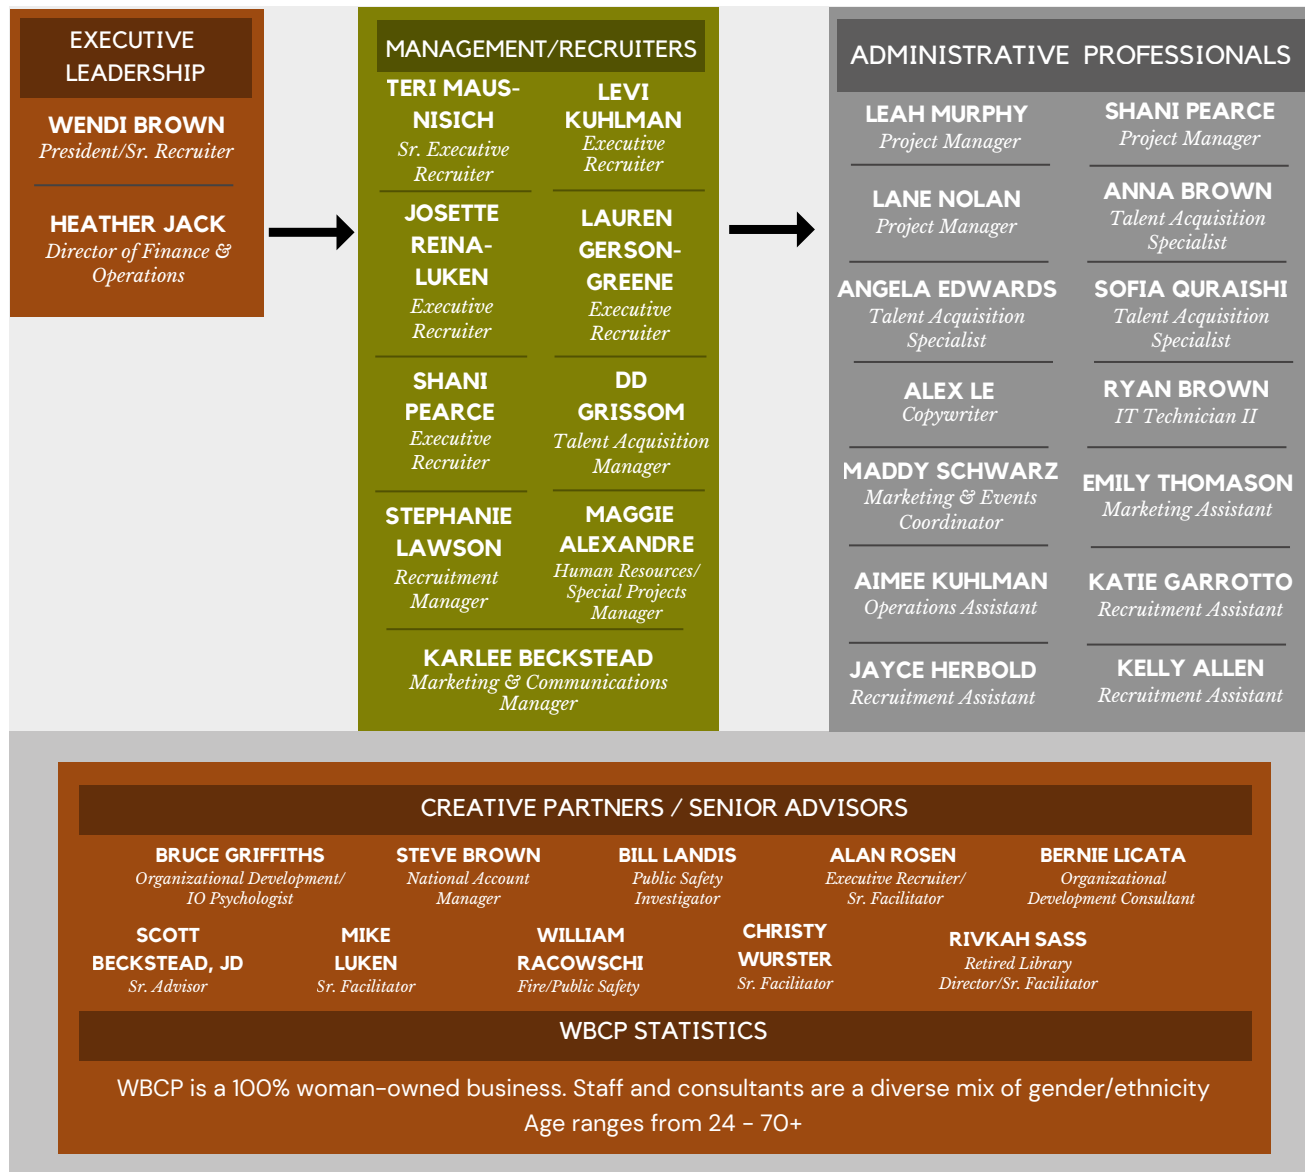 EXECUTIVE
LEADERSHIP
WENDI BROWN
President/Sr. Recruiter
HEATHER JACK
Director of Finance &
Operations
MANAGEMENT/RECRUITERS
TERI MAUS-
NISICH
Sr. Executive
Recruiter
LEVI
KUHLMAN
Executive
Recruiter
JOSETTE
REINA-
LUKEN
Executive
Recruiter
LAUREN
GERSON-
GREENE
Executive
Recruiter
SHANI
PEARCE
Executive
Recruiter
DD
GRISSOM
Talent Acquisition
Manager
STEPHANIE
LAWSON
Recruitment
Manager
MAGGIE
ALEXANDRE
Human Resources/
Special Projects
Manager
KARLEE BECKSTEAD
Marketing & Communications
Manager
ADMINISTRATIVE PROFESSIONALS
LEAH MURPHY
Project Manager
SHANI PEARCE
Project Manager
LANE NOLAN
Project Manager
ANNA BROWN
Talent Acquisition
Specialist
ANGELA EDWARDS
Talent Acquisition
Specialist
SOFIA QURAISHI
Talent Acquisition
Specialist
ALEX LE
Copywriter
RYAN BROWN
IT Technician II
MADDY SCHWARZ
Marketing & Events
Coordinator
EMILY THOMASON
Marketing Assistant
AIMEE KUHLMAN
Operations Assistant
KATIE GARROTTO
Recruitment Assistant
JAYCE HERBOLD
Recruitment Assistant
KELLY ALLEN
Recruitment Assistant
CREATIVE PARTNERS / SENIOR ADVISORS
BRUCE GRIFFITHS
Organizational Development/
IO Psychologist
STEVE BROWN
National Account
Manager
BILL LANDIS
Public Safety
Investigator
ALAN ROSEN
Executive Recruiter/
Sr. Facilitator
BERNIE LICATA
Organizational
Development Consultant
SCOTT
BECKSTEAD, JD
Sr. Advisor
MIKE
LUKEN
Sr. Facilitator
WILLIAM
RACOWSCHI
Fire/Public Safety
CHRISTY
WURSTER
Sr. Facilitator
RIVKAH SASS
Retired Library
Director/Sr. Facilitator
WBCP STATISTICS
WBCP is a 100% woman-owned business. Staff and consultants are a diverse mix of gender/ethnicity
Age ranges from 24 - 70+